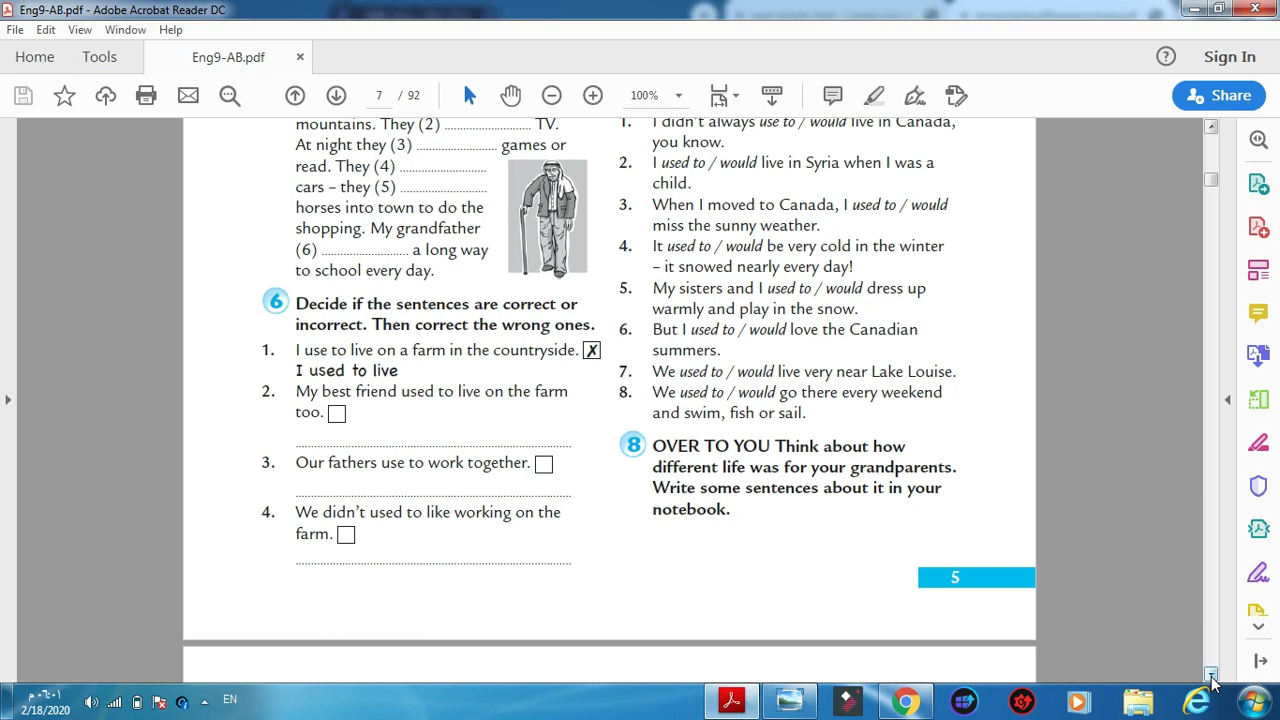 Eng9-AB.pdf - Adobe Acrobat Reader DC
File Edit View Window Help
Home Tools Eng9-AB.pdf × Sign In
7 / 92 100% Share
mountains. They (2) .............................. TV.
At night they (3) ............................ games or
read. They (4) ..............................
cars – they (5) ..............................
horses into town to do the
shopping. My grandfather
(6) .............................. a long way
to school every day.
6 Decide if the sentences are correct or
incorrect. Then correct the wrong ones.
1. I use to live on a farm in the countryside. ✗
I used to live
2. My best friend used to live on the farm
too.
3. Our fathers use to work together.
4. We didn't used to like working on the
farm.
1. I didn't always use to / would live in Canada,
you know.
2. I used to / would live in Syria when I was a
child.
3. When I moved to Canada, I used to / would
miss the sunny weather.
4. It used to / would be very cold in the winter
– it snowed nearly every day!
5. My sisters and I used to / would dress up
warmly and play in the snow.
6. But I used to / would love the Canadian
summers.
7. We used to / would live very near Lake Louise.
8. We used to / would go there every weekend
and swim, fish or sail.
8 OVER TO YOU Think about how
different life was for your grandparents.
Write some sentences about it in your
notebook.
5
م ٠٦:٠١
2/18/2020
EN